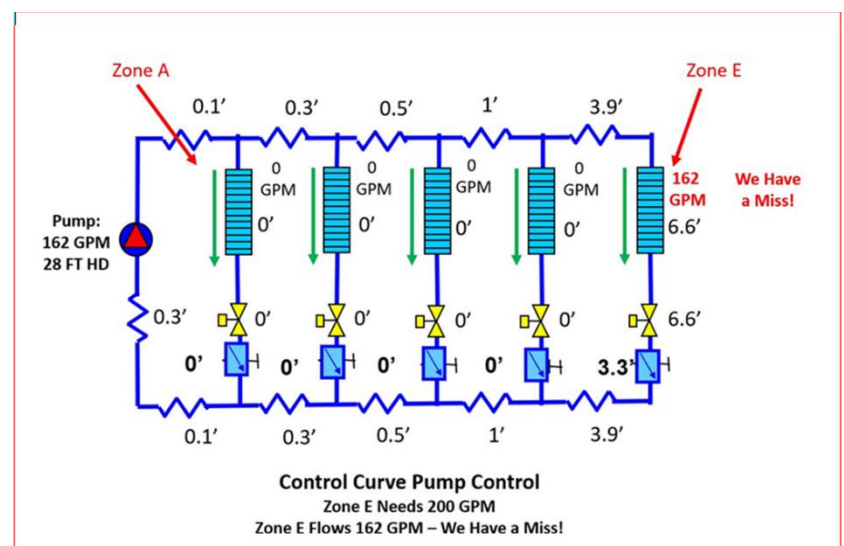 Zone A
Zone E
0.1’
0.3’
0.5’
1’
3.9’
0
GPM
0’
0
GPM
0’
0
GPM
0’
0
GPM
0’
162
GPM
6.6’
We Have
a Miss!
Pump:
162 GPM
28 FT HD
0.3’
0’
0’
0’
0’
6.6’
0’
0’
0’
0’
3.3’
0.1’
0.3’
0.5’
1’
3.9’
Control Curve Pump Control
Zone E Needs 200 GPM
Zone E Flows 162 GPM – We Have a Miss!